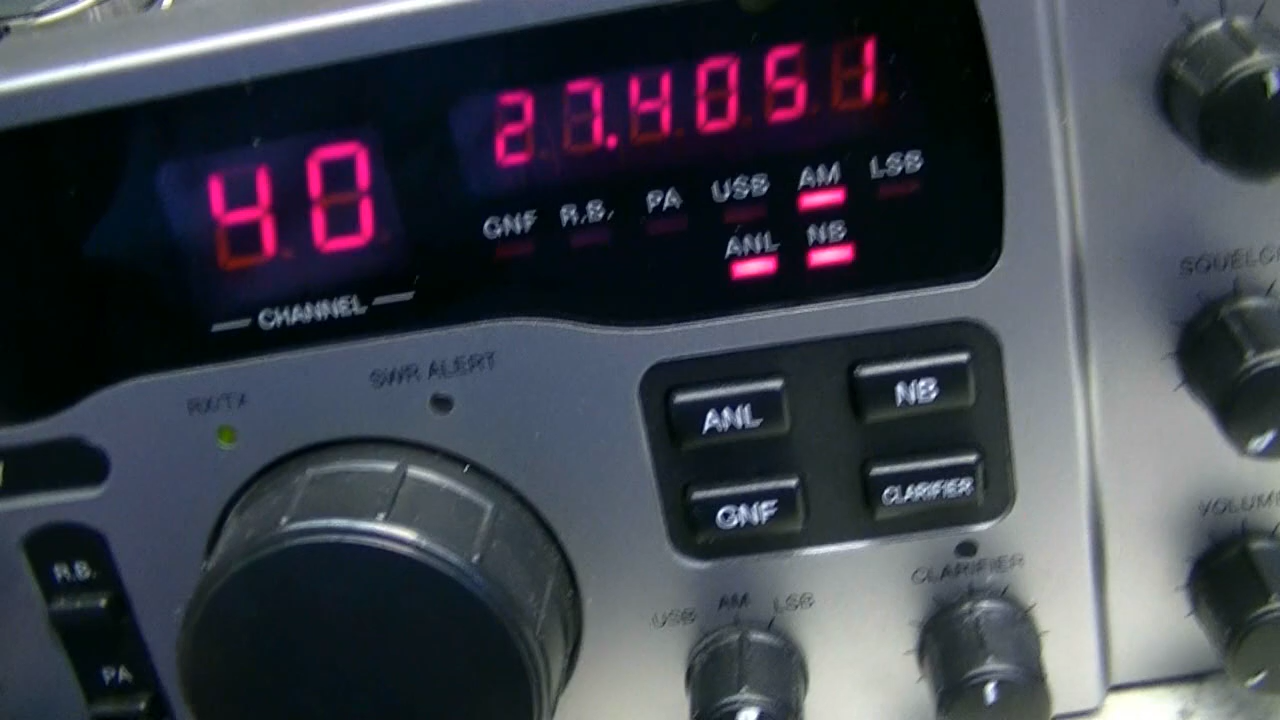 40
27.4051
GNF R.B. PA USB AM LSB
ANL NB
CHANNEL
SWR ALERT
RX/TX
SQUELCH
ANL NB
GNF CLARIFIER
VOLUME
R.B.
CLARIFIER
USB AM LSB
PA